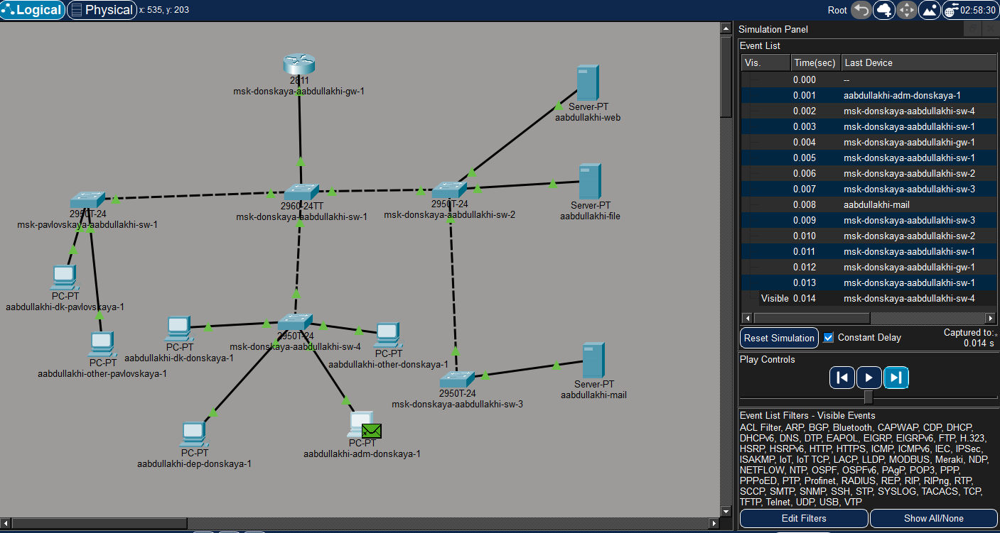 Logical Physical x: 535, y: 203
Root 02:58:30
2811
msk-donskaya-aabdullakhi-gw-1
Server-PT
aabdullakhi-web
2950T-24
msk-pavlovskaya-aabdullakhi-sw-1
2960-24TT
msk-donskaya-aabdullakhi-sw-1
2950T-24
msk-donskaya-aabdullakhi-sw-2
Server-PT
aabdullakhi-file
PC-PT
aabdullakhi-dk-pavlovskaya-1
PC-PT
aabdullakhi-other-pavlovskaya-1
PC-PT
aabdullakhi-dk-donskaya-1
2950T-24
msk-donskaya-aabdullakhi-sw-4
PC-PT
aabdullakhi-other-donskaya-1
2950T-24
msk-donskaya-aabdullakhi-sw-3
Server-PT
aabdullakhi-mail
PC-PT
aabdullakhi-dep-donskaya-1
PC-PT
aabdullakhi-adm-donskaya-1
Simulation Panel
Event List
Vis. Time(sec) Last Device
0.000 --
0.001 aabdullakhi-adm-donskaya-1
0.002 msk-donskaya-aabdullakhi-sw-4
0.003 msk-donskaya-aabdullakhi-sw-1
0.004 msk-donskaya-aabdullakhi-gw-1
0.005 msk-donskaya-aabdullakhi-sw-1
0.006 msk-donskaya-aabdullakhi-sw-2
0.007 msk-donskaya-aabdullakhi-sw-3
0.008 aabdullakhi-mail
0.009 msk-donskaya-aabdullakhi-sw-3
0.010 msk-donskaya-aabdullakhi-sw-2
0.011 msk-donskaya-aabdullakhi-sw-1
0.012 msk-donskaya-aabdullakhi-gw-1
0.013 msk-donskaya-aabdullakhi-sw-1
Visible 0.014 msk-donskaya-aabdullakhi-sw-4
Reset Simulation Constant Delay Captured to:*
0.014 s
Play Controls
Event List Filters - Visible Events
ACL Filter, ARP, BGP, Bluetooth, CAPWAP, CDP, DHCP,
DHCPv6, DNS, DTP, EAPOL, EIGRP, EIGRPv6, FTP, H.323,
HSRP, HSRPv6, HTTP, HTTPS, ICMP, ICMPv6, IEC, IPSec,
ISAKMP, IoT, IoT TCP, LACP, LLDP, MODBUS, Meraki, NDP,
NETFLOW, NTP, OSPF, OSPFv6, PAgP, POP3, PPP,
PPPoED, PTP, Profinet, RADIUS, REP, RIP, RIPng, RTP,
SCCP, SMTP, SNMP, SSH, STP, SYSLOG, TACACS, TCP,
TFTP, Telnet, UDP, USB, VTP
Edit Filters Show All/None